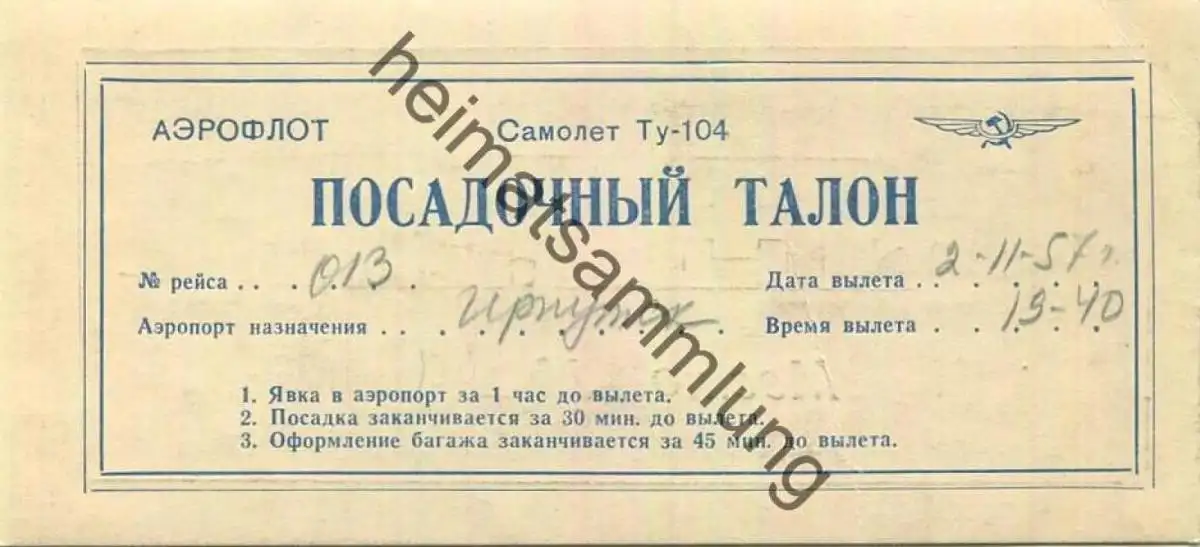 АЭРОФЛОТ Самолет Ту-104
ПОСАДОЧНЫЙ ТАЛОН
№ рейса . . . 013 . Дата вылета . . 2-11-57 г.
Аэропорт назначения . . . Иркутск . Время вылета . . 19-40
1. Явка в аэропорт за 1 час до вылета.
2. Посадка заканчивается за 30 мин. до вылета.
3. Оформление багажа заканчивается за 45 мин. до вылета.
heimatsammlung